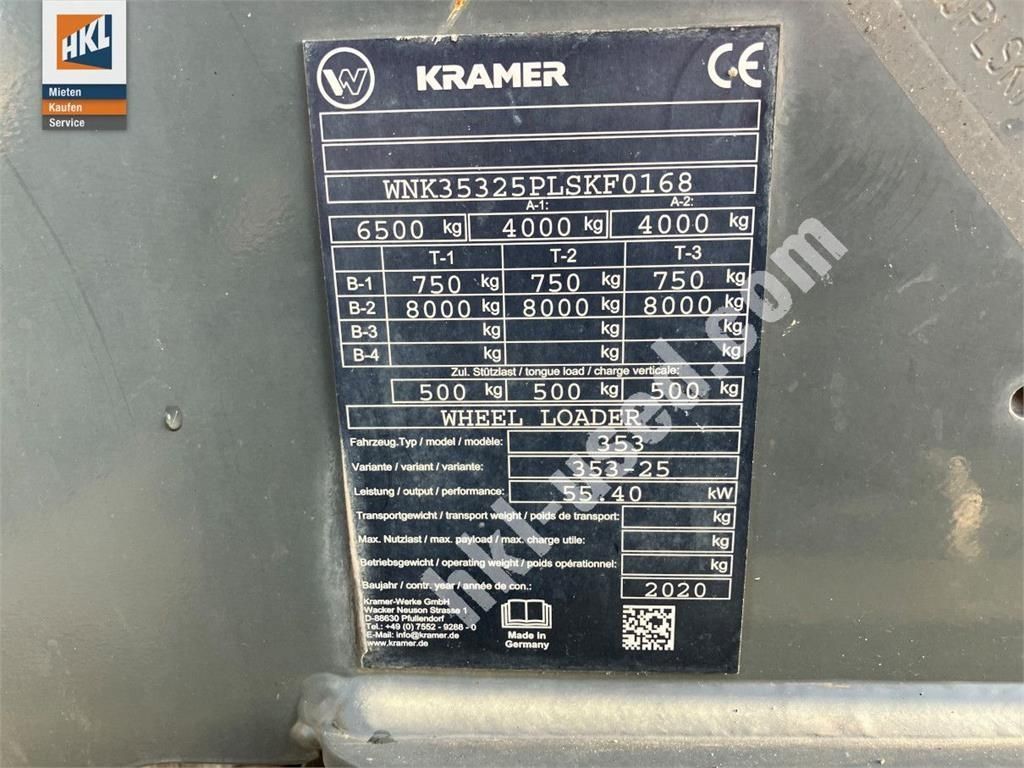 HKL
Mieten
Kaufen
Service
W KRAMER CE
WNK35325PLSKF0168
A-1: A-2:
6500 kg 4000 kg 4000 kg
T-1 T-2 T-3
B-1 750 kg 750 kg 750 kg
B-2 8000 kg 8000 kg 8000 kg
B-3 kg kg kg
B-4 kg kg kg
Zul. Stützlast / tongue load / charge verticale:
500 kg 500 kg 500 kg
WHEEL LOADER
Fahrzeug.Typ / model / modèle: 353
Variante / variant / variante: 353-25
Leistung / output / performance: 55.40 kW
Transportgewicht / transport weight / poids de transport: kg
Max. Nutzlast / max. payload / max. charge utile: kg
Betriebsgewicht / operating weight / poids opérationnel: kg
Baujahr / contr. year / année de con.: 2020
Kramer-Werke GmbH
Wacker Neuson Strasse 1
D-88630 Pfullendorf
Tel.: +49 (0) 7552 - 9288 - 0
E-Mail: info@kramer.de
www.kramer.de
Made in
Germany
hkl-used.com